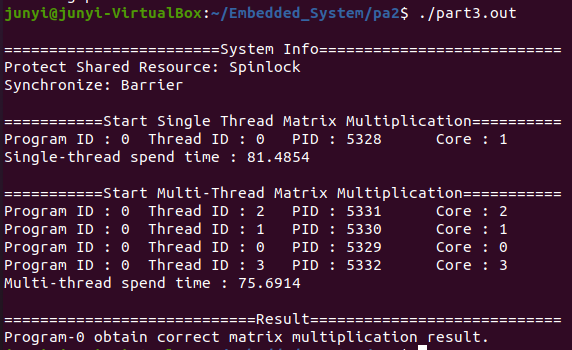 junyi@junyi-VirtualBox:~/Embedded_System/pa2$ ./part3.out
========================System Info===========================
Protect Shared Resource: Spinlock
Synchronize: Barrier
===========Start Single Thread Matrix Multiplication==========
Program ID : 0  Thread ID : 0   PID : 5328      Core : 1
Single-thread spend time : 81.4854
===========Start Multi-Thread Matrix Multiplication===========
Program ID : 0  Thread ID : 2   PID : 5331      Core : 2
Program ID : 0  Thread ID : 1   PID : 5330      Core : 1
Program ID : 0  Thread ID : 0   PID : 5329      Core : 0
Program ID : 0  Thread ID : 3   PID : 5332      Core : 3
Multi-thread spend time : 75.6914
============================Result============================
Program-0 obtain correct matrix multiplication result.